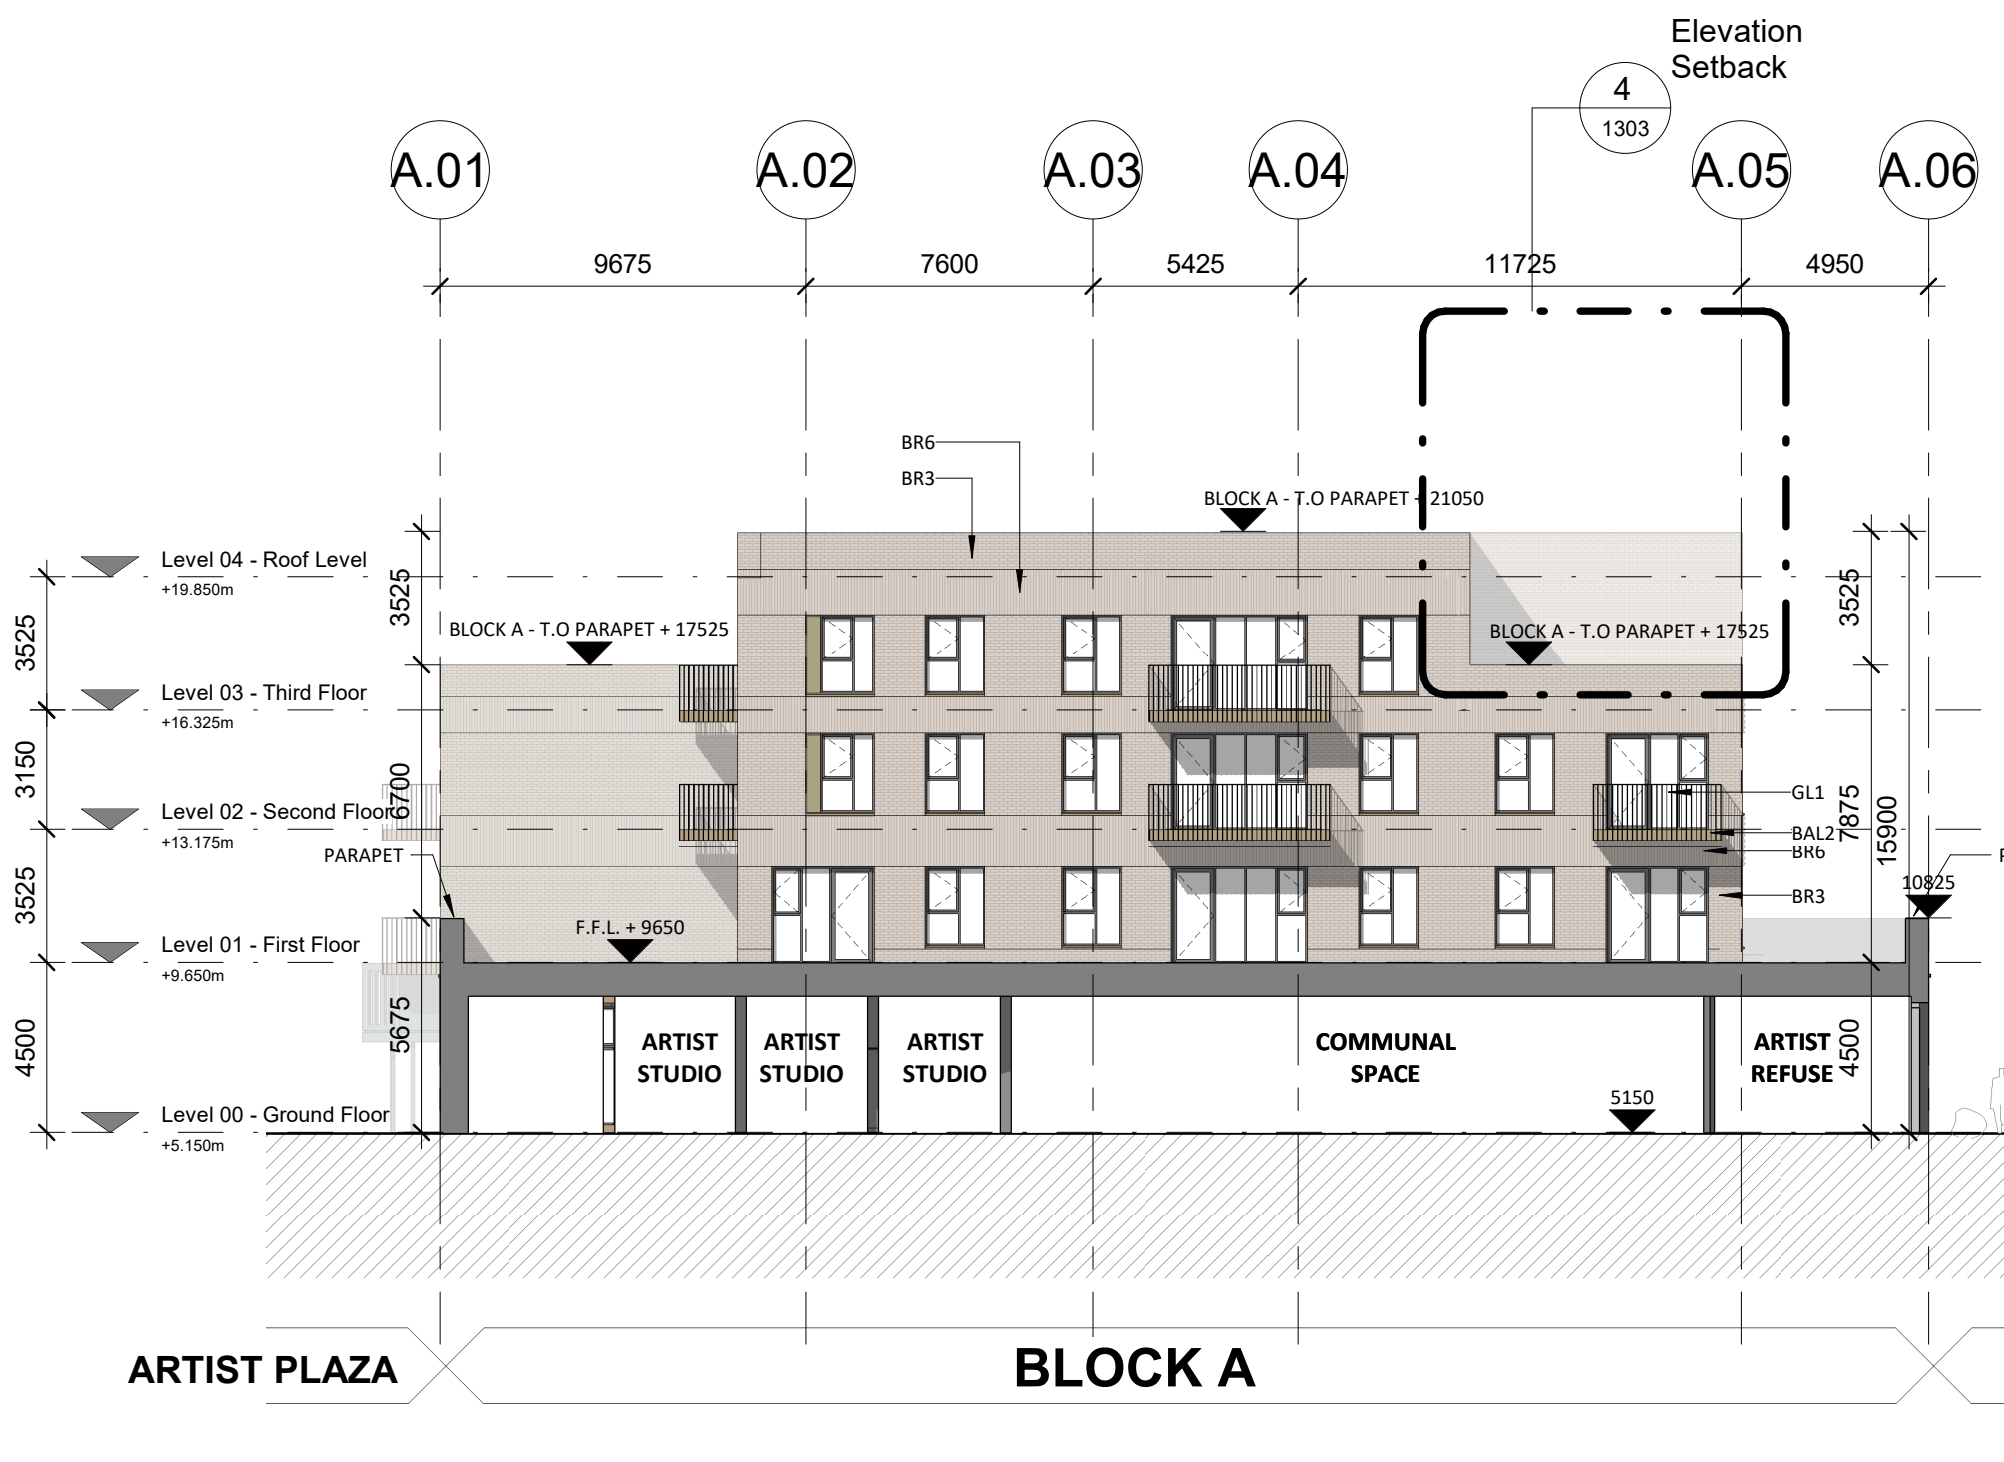 Elevation
Setback
4
1303
A.01
A.02
A.03
A.04
A.05
A.06
9675
7600
5425
11725
4950
BR6
BR3
BLOCK A - T.O PARAPET + 21050
Level 04 - Roof Level
+19.850m
3525
3525
3525
BLOCK A - T.O PARAPET + 17525
BLOCK A - T.O PARAPET + 17525
Level 03 - Third Floor
+16.325m
3150
6700
GL1
Level 02 - Second Floor
+13.175m
BAL2
7875
15900
BR6
PARAPET
10825
BR3
3525
F.F.L. + 9650
Level 01 - First Floor
+9.650m
4500
5675
ARTIST
STUDIO
ARTIST
STUDIO
ARTIST
STUDIO
COMMUNAL
SPACE
ARTIST
REFUSE
4500
5150
Level 00 - Ground Floor
+5.150m
ARTIST PLAZA
BLOCK A